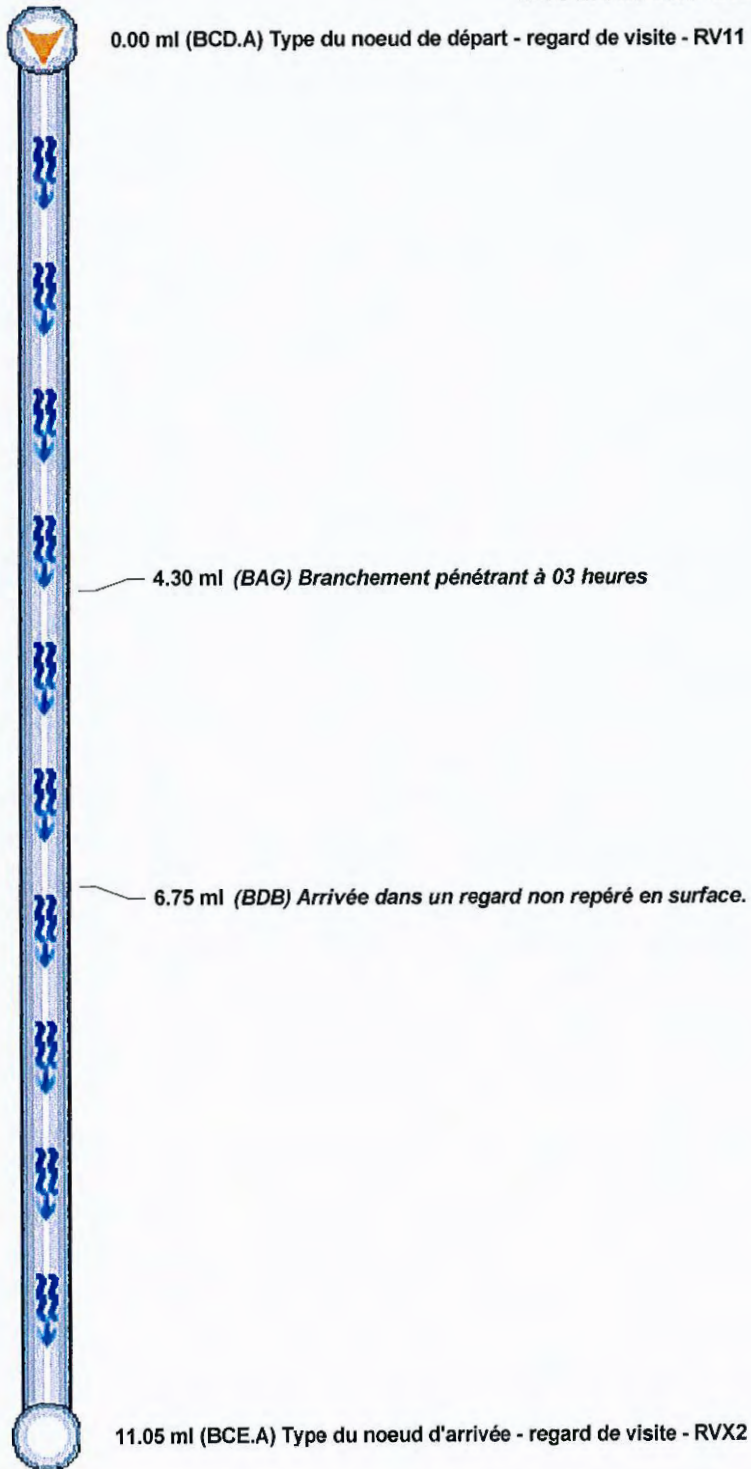 0.00 ml (BCD.A) Type du noeud de départ - regard de visite - RV11
4.30 ml (BAG) Branchement pénétrant à 03 heures
6.75 ml (BDB) Arrivée dans un regard non repéré en surface.
11.05 ml (BCE.A) Type du noeud d'arrivée - regard de visite - RVX2